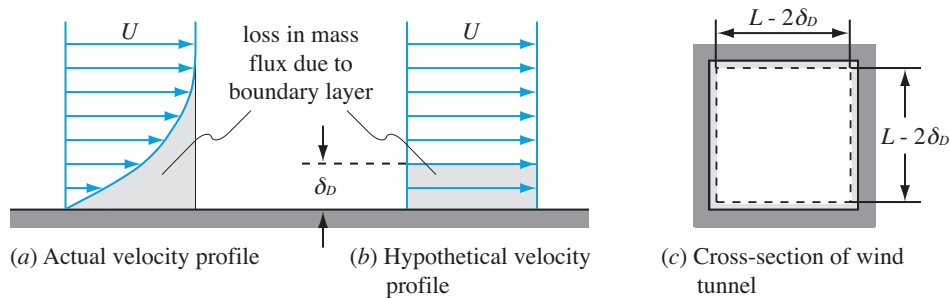 U
loss in mass
flux due to
boundary layer
U
δD
L - 2δD
L - 2δD
(a) Actual velocity profile
(b) Hypothetical velocity
profile
(c) Cross-section of wind
tunnel